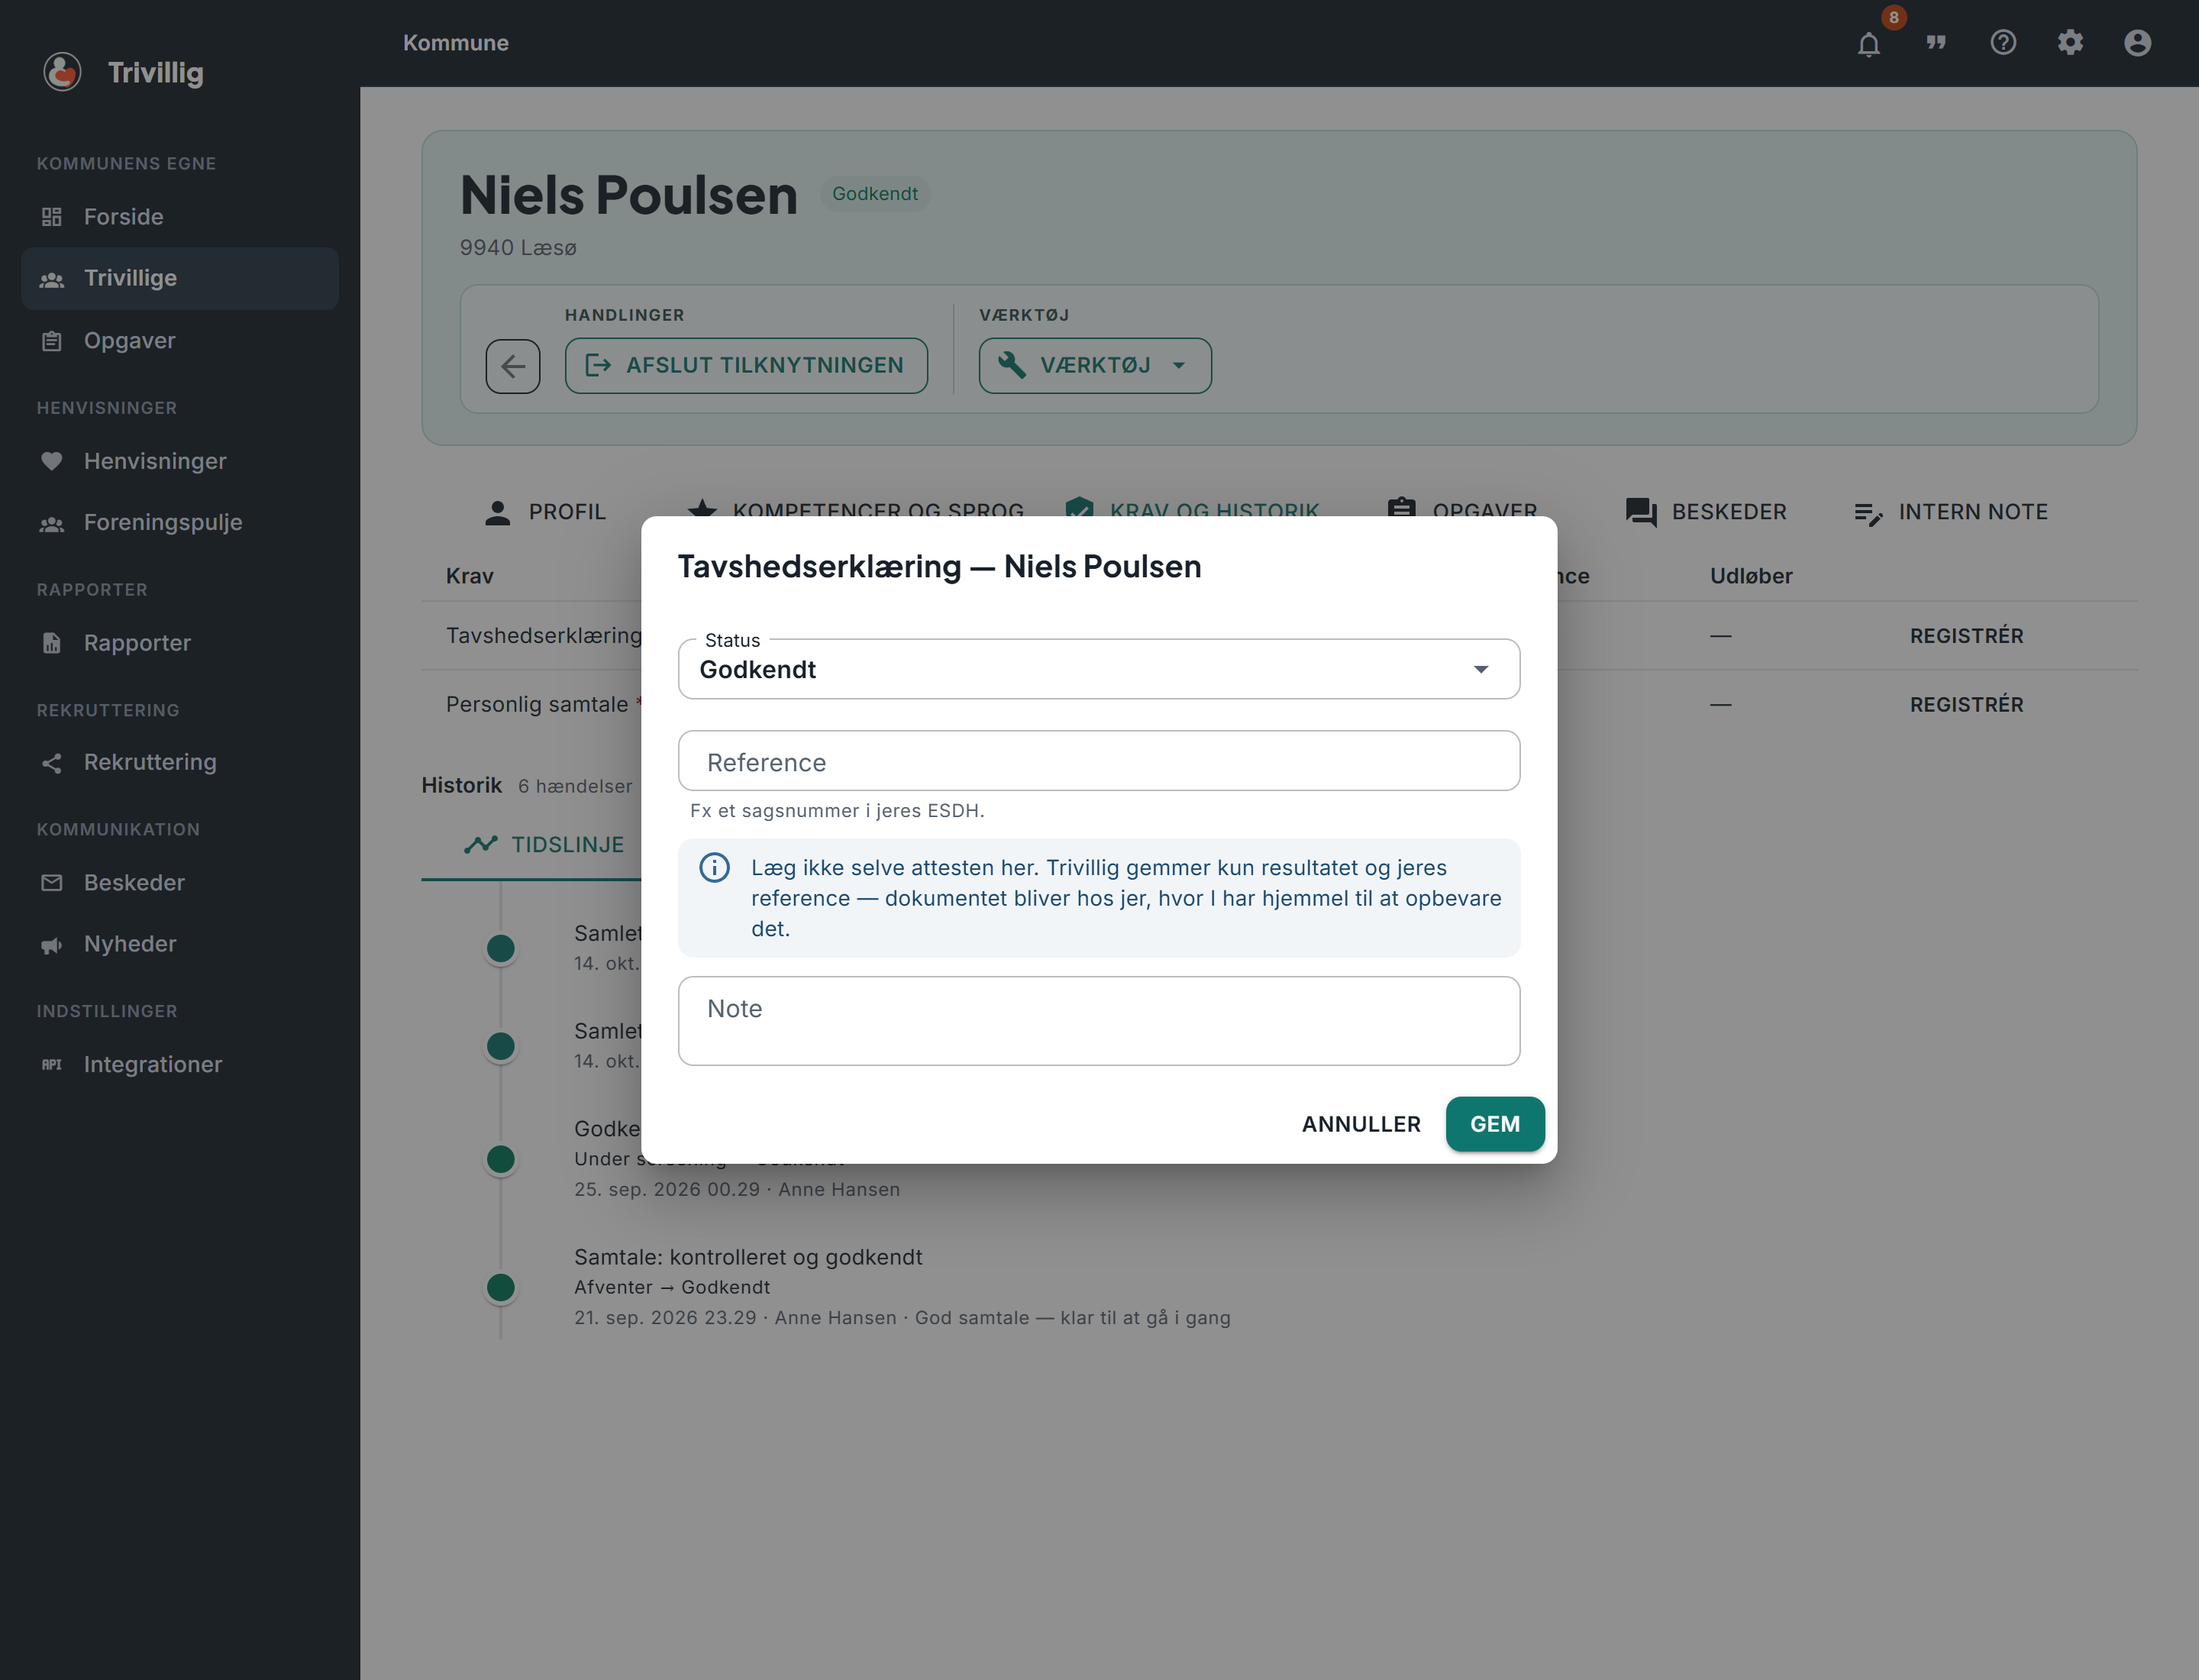 Trivillig
Kommune
8
KOMMUNENS EGNE
Forside
Trivillige
Opgaver
HENVISNINGER
Henvisninger
Foreningspulje
RAPPORTER
Rapporter
REKRUTTERING
Rekruttering
KOMMUNIKATION
Beskeder
Nyheder
INDSTILLINGER
API Integrationer
Niels Poulsen Godkendt
9940 Læsø
HANDLINGER
AFSLUT TILKNYTNINGEN
VÆRKTØJ
VÆRKTØJ
PROFIL KOMPETENCER OG SPROG KRAV OG HISTORIK OPGAVER BESKEDER INTERN NOTE
Krav Udløber
Tavshedserklæring — REGISTRÉR
Personlig samtale * — REGISTRÉR
Historik 6 hændelser
TIDSLINJE
14. okt.
14. okt.
25. sep. 2026 00.29 · Anne Hansen
Samtale: kontrolleret og godkendt
Afventer → Godkendt
21. sep. 2026 23.29 · Anne Hansen · God samtale — klar til at gå i gang
Tavshedserklæring — Niels Poulsen
Status
Godkendt
Reference
Fx et sagsnummer i jeres ESDH.
Læg ikke selve attesten her. Trivillig gemmer kun resultatet og jeres
reference — dokumentet bliver hos jer, hvor I har hjemmel til at opbevare
det.
Note
ANNULLER GEM